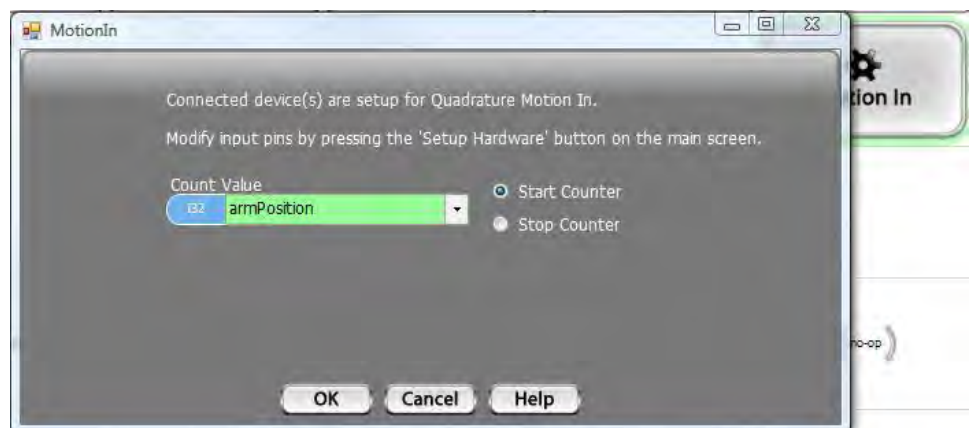 MotionIn
Connected device(s) are setup for Quadrature Motion In.
Modify input pins by pressing the 'Setup Hardware' button on the main screen.
Count Value
I32 armPosition
Start Counter
Stop Counter
OK Cancel Help
tion In
no-op